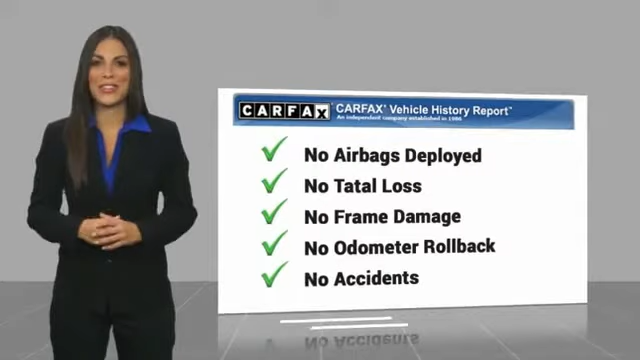 CARFAX CARFAX® Vehicle History Report™
An independent company established in 1986
No Airbags Deployed
No Tatal Loss
No Frame Damage
No Odometer Rollback
No Accidents